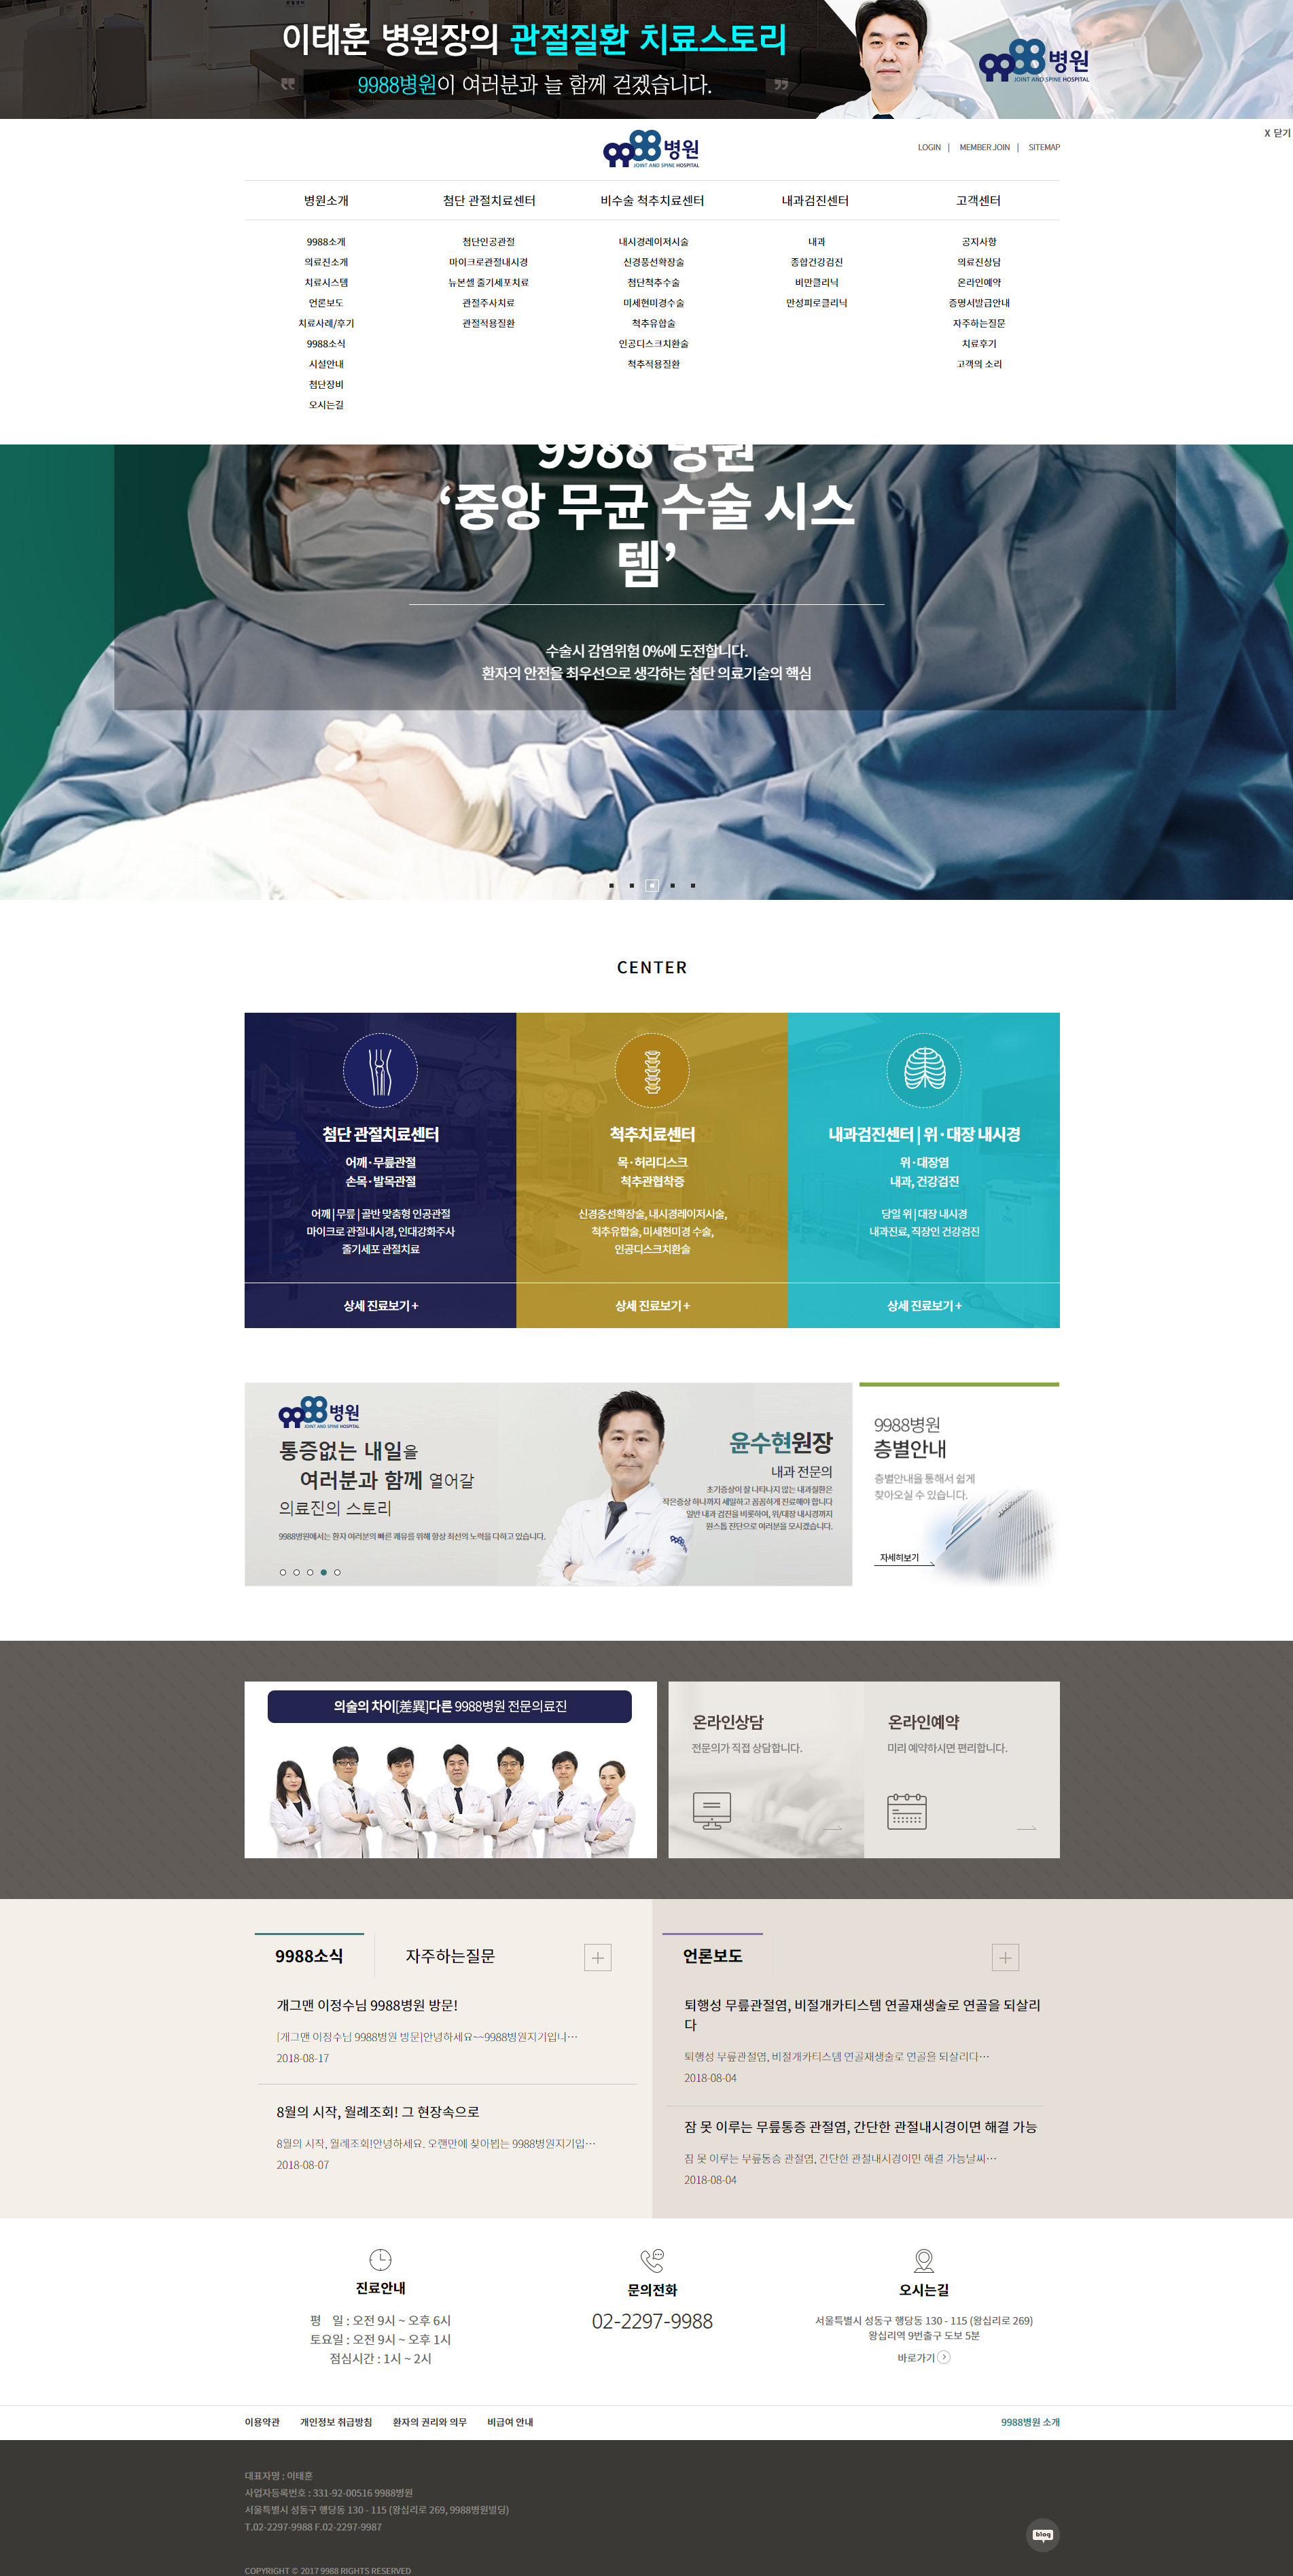 이태훈 병원장의 관절질환 치료스토리
9988병원이 여러분과 늘 함께 걷겠습니다.
9988병원
JOINT AND SPINE HOSPITAL
X 닫기
9988병원
JOINT AND SPINE HOSPITAL
LOGIN | MEMBER JOIN | SITEMAP
병원소개 첨단 관절치료센터 비수술 척추치료센터 내과검진센터 고객센터
9988소개
의료진소개
치료시스템
언론보도
치료사례/후기
9988소식
시설안내
첨단장비
오시는길
첨단인공관절
마이크로관절내시경
뉴본셀 줄기세포치료
관절주사치료
관절적용질환
내시경레이저시술
신경풍선확장술
첨단척추수술
미세현미경수술
척추유합술
인공디스크치환술
척추적용질환
내과
종합건강검진
비만클리닉
만성피로클리닉
공지사항
의료진상담
온라인예약
증명서발급안내
자주하는질문
치료후기
고객의 소리
9988 병원
‘중앙 무균 수술 시스
템’
수술시 감염위험 0%에 도전합니다.
환자의 안전을 최우선으로 생각하는 첨단 의료기술의 핵심
CENTER
첨단 관절치료센터
어깨·무릎관절
손목·발목관절
어깨 | 무릎 | 골반 맞춤형 인공관절
마이크로 관절내시경, 인대강화주사
줄기세포 관절치료
상세 진료보기 +
척추치료센터
목·허리디스크
척추관협착증
신경층선확장술, 내시경레이저시술,
척추유합술, 미세현미경 수술,
인공디스크치환술
상세 진료보기 +
내과검진센터 | 위·대장 내시경
위·대장염
내과, 건강검진
당일 위 | 대장 내시경
내과진료, 직장인 건강검진
상세 진료보기 +
9988병원
JOINT AND SPINE HOSPITAL
통증없는 내일을
여러분과 함께 열어갈
의료진의 스토리
9988병원에서는 환자 여러분의 빠른 쾌유를 위해 항상 최선의 노력을 다하고 있습니다.
윤수현원장
내과 전문의
초기증상이 잘 나타나지 않는 내과질환은
작은증상 하나까지 세밀하고 꼼꼼하게 진료해야 합니다
일반 내과 검진을 비롯하여, 위/대장 내시경까지
원스톱 진단으로 여러분을 모시겠습니다.
9988병원
층별안내
층별안내을 통해서 쉽게
찾아오실 수 있습니다.
자세히보기
의술의 차이[差異]다른 9988병원 전문의료진
온라인상담
전문의가 직접 상담합니다.
온라인예약
미리 예약하시면 편리합니다.
9988소식 자주하는질문
개그맨 이정수님 9988병원 방문!
[개그맨 이정수님 9988병원 방문]안녕하세요~~9988병원지기입니…
2018-08-17
8월의 시작, 월례조회! 그 현장속으로
8월의 시작, 월례조회!안녕하세요. 오랜만에 찾아뵙는 9988병원지기입…
2018-08-07
언론보도
퇴행성 무릎관절염, 비절개카티스템 연골재생술로 연골을 되살리
다
퇴행성 무릎관절염, 비절개카티스템 연골재생술로 연골을 되살리다…
2018-08-04
잠 못 이루는 무릎통증 관절염, 간단한 관절내시경이면 해결 가능
잠 못 이루는 무릎통증 관절염, 간단한 관절내시경이면 해결 가능날씨…
2018-08-04
진료안내
평 일 : 오전 9시 ~ 오후 6시
토요일 : 오전 9시 ~ 오후 1시
점심시간 : 1시 ~ 2시
문의전화
02-2297-9988
오시는길
서울특별시 성동구 행당동 130 - 115 (왕십리로 269)
왕십리역 9번출구 도보 5분
바로가기
이용약관 개인정보 취급방침 환자의 권리와 의무 비급여 안내 9988병원 소개
대표자명 : 이태훈
사업자등록번호 : 331-92-00516 9988병원
서울특별시 성동구 행당동 130 - 115 (왕십리로 269, 9988병원빌딩)
T.02-2297-9988 F.02-2297-9987
blog
COPYRIGHT © 2017 9988 RIGHTS RESERVED